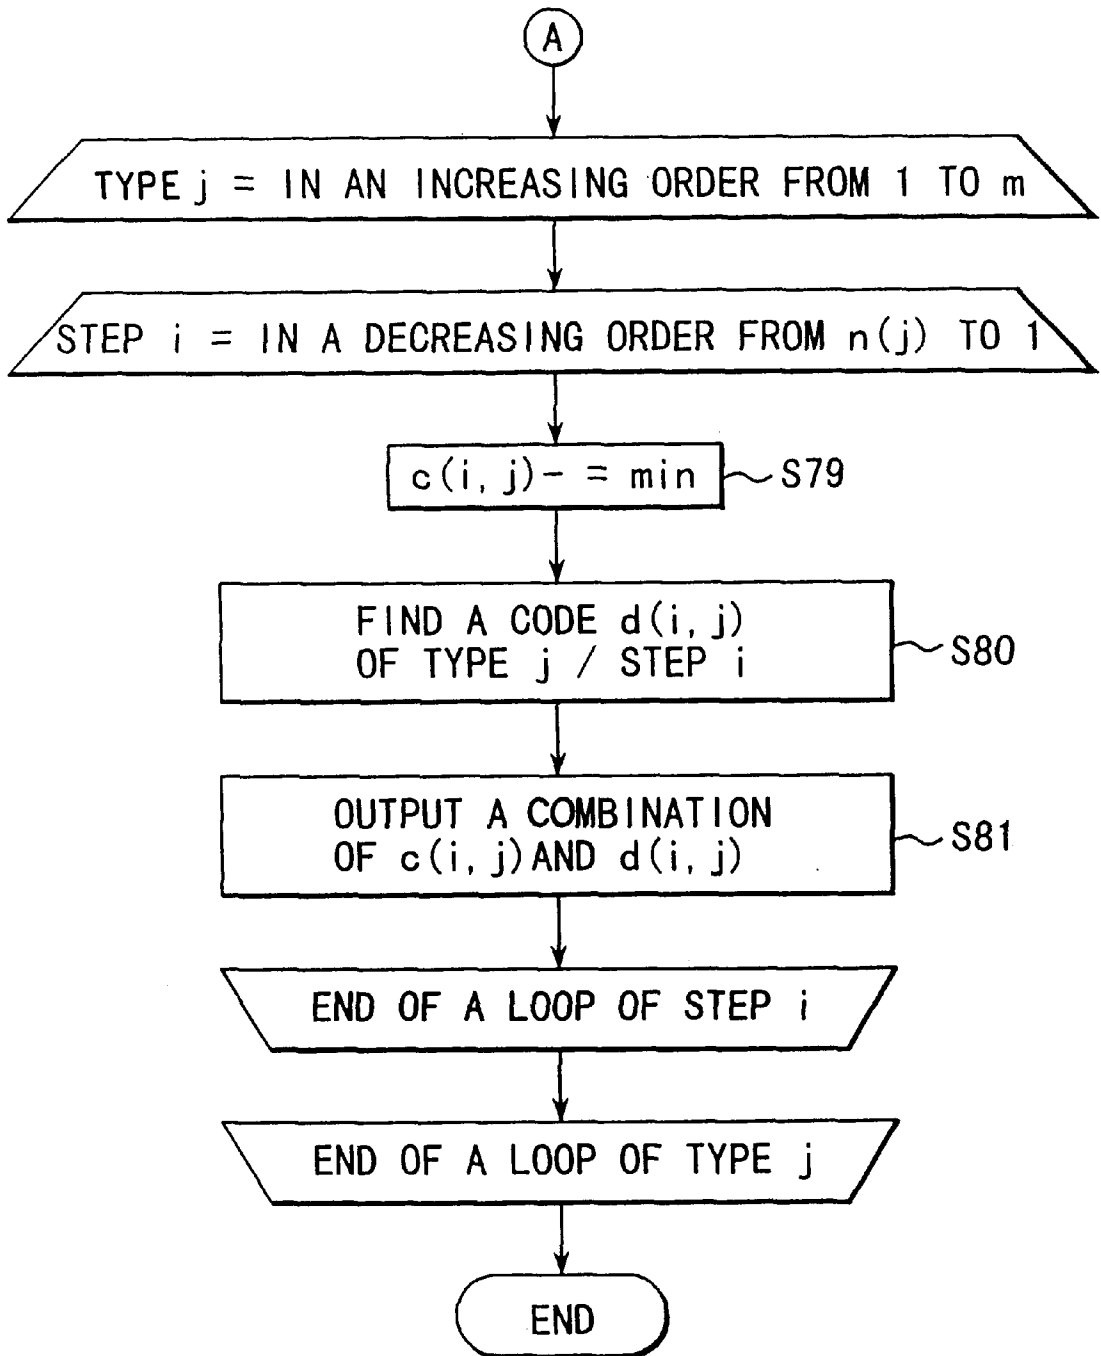 A
TYPE j = IN AN INCREASING ORDER FROM 1 TO m
STEP i = IN A DECREASING ORDER FROM n(j) TO 1
c(i, j)- = min
S79
FIND A CODE d(i, j)
OF TYPE j / STEP i
S80
OUTPUT A COMBINATION
OF c(i, j) AND d(i, j)
S81
END OF A LOOP OF STEP i
END OF A LOOP OF TYPE j
END